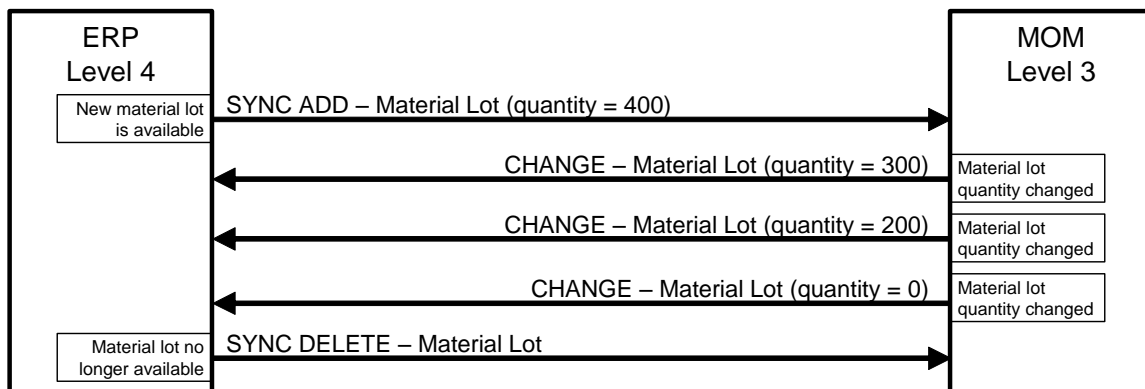 ERP
Level 4
MOM
Level 3
New material lot
is available
SYNC ADD – Material Lot (quantity = 400)
CHANGE – Material Lot (quantity = 300)
Material lot
quantity changed
CHANGE – Material Lot (quantity = 200)
Material lot
quantity changed
CHANGE – Material Lot (quantity = 0)
Material lot
quantity changed
Material lot no
longer available
SYNC DELETE – Material Lot